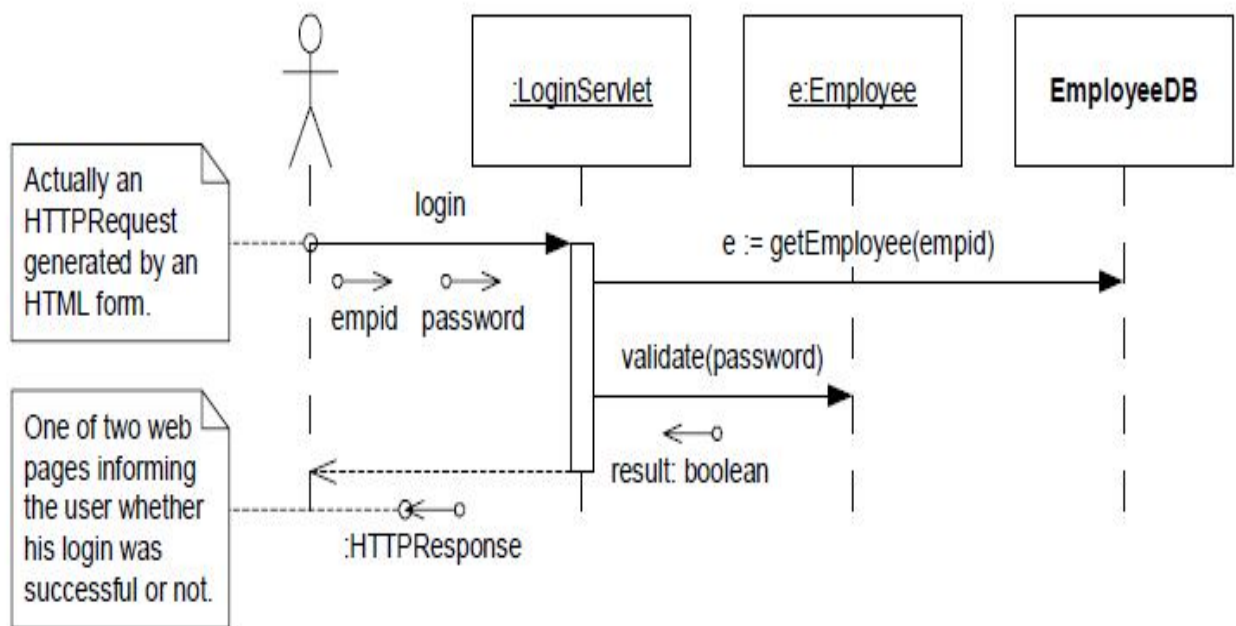 :LoginServlet
e:Employee
EmployeeDB
Actually an
HTTPRequest
generated by an
HTML form.
login
e := getEmployee(empid)
empid
password
validate(password)
One of two web
pages informing
the user whether
his login was
successful or not.
result: boolean
:HTTPResponse